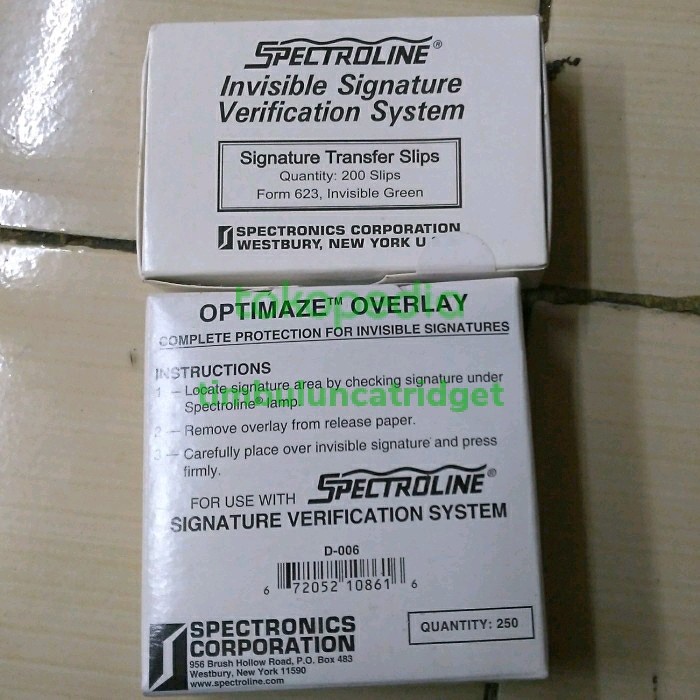 SPECTROLINE®
Invisible Signature
Verification System
Signature Transfer Slips
Quantity: 200 Slips
Form 623, Invisible Green
SPECTRONICS CORPORATION
WESTBURY, NEW YORK U
tokopedia
OPTIMAZE™ OVERLAY
COMPLETE PROTECTION FOR INVISIBLE SIGNATURES
INSTRUCTIONS
1 — Locate signature area by checking signature under
timbuluncatridget
Spectroline® lamp.
2 — Remove overlay from release paper.
3 — Carefully place over invisible signature and press
firmly.
FOR USE WITH SPECTROLINE®
SIGNATURE VERIFICATION SYSTEM
D-006
6 72052 10861 6
SPECTRONICS
CORPORATION
956 Brush Hollow Road, P.O. Box 483
Westbury, New York 11590
www.spectroline.com
QUANTITY: 250